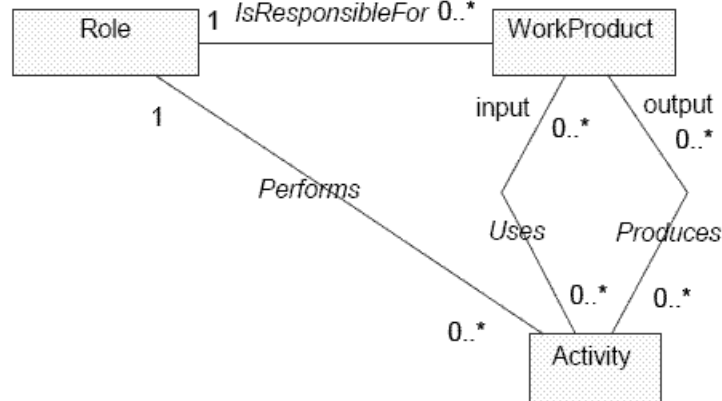 IsResponsibleFor
Role
1
0..*
WorkProduct
1
input
0..*
output
0..*
Performs
Uses
Produces
0..*
0..*
0..*
Activity